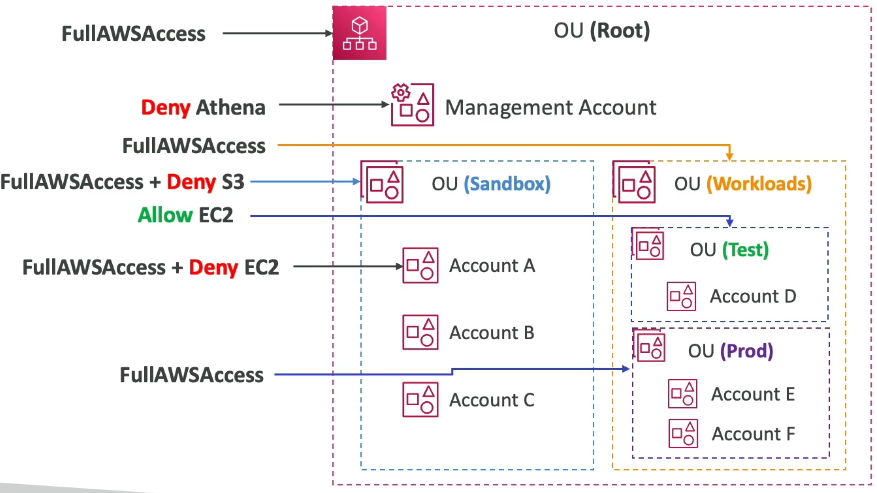 FullAWSAccess
OU (Root)
Deny Athena
Management Account
FullAWSAccess
FullAWSAccess + Deny S3
OU (Sandbox)
OU (Workloads)
Allow EC2
OU (Test)
FullAWSAccess + Deny EC2
Account A
Account D
Account B
OU (Prod)
FullAWSAccess
Account C
Account E
Account F